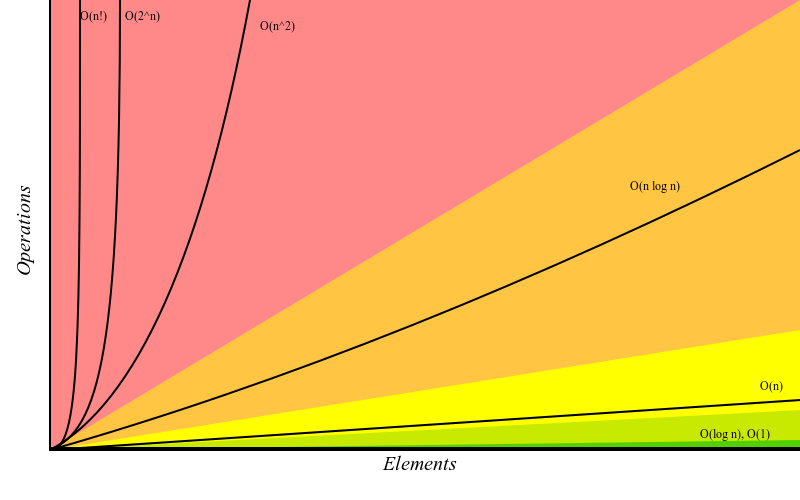 O(n!)
O(2^n)
O(n^2)
O(n log n)
O(n)
O(log n), O(1)
Operations
Elements